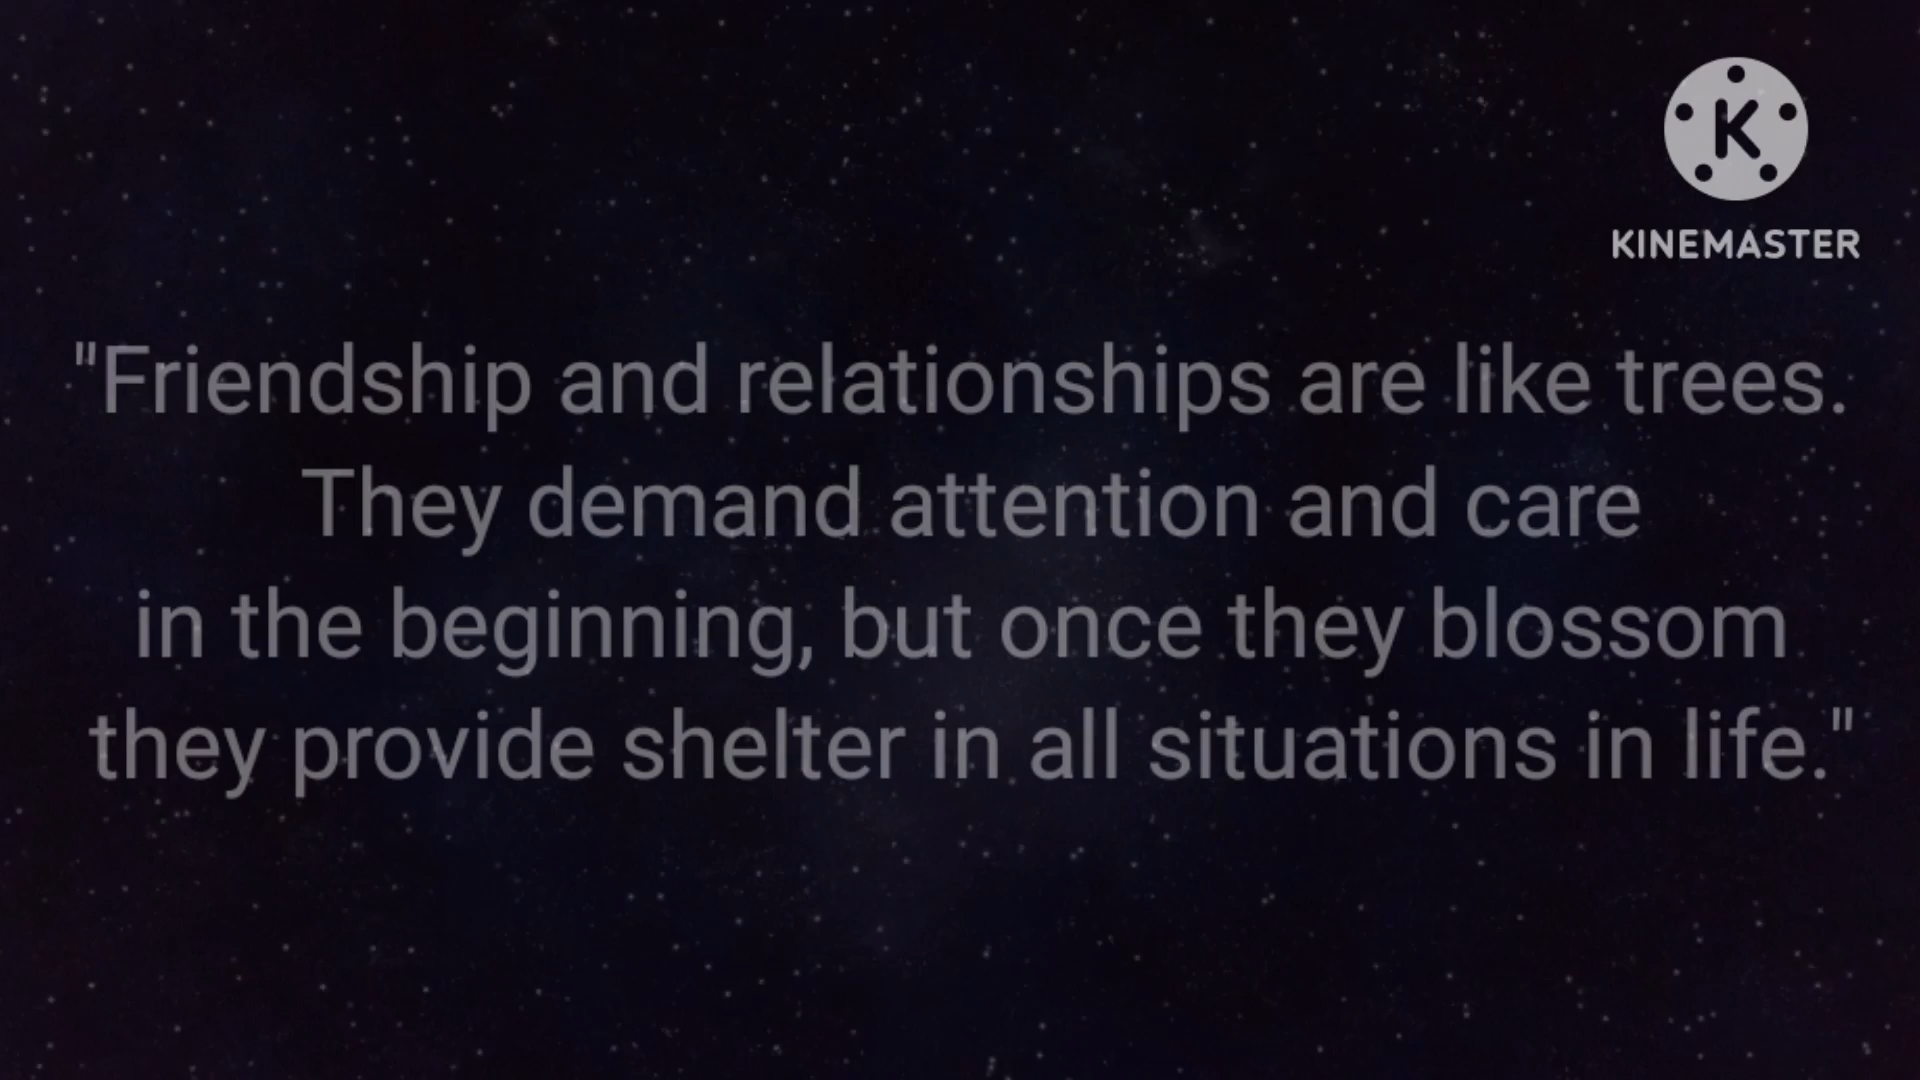 K
KINEMASTER
"Friendship and relationships are like trees.
They demand attention and care
in the beginning, but once they blossom
they provide shelter in all situations in life."